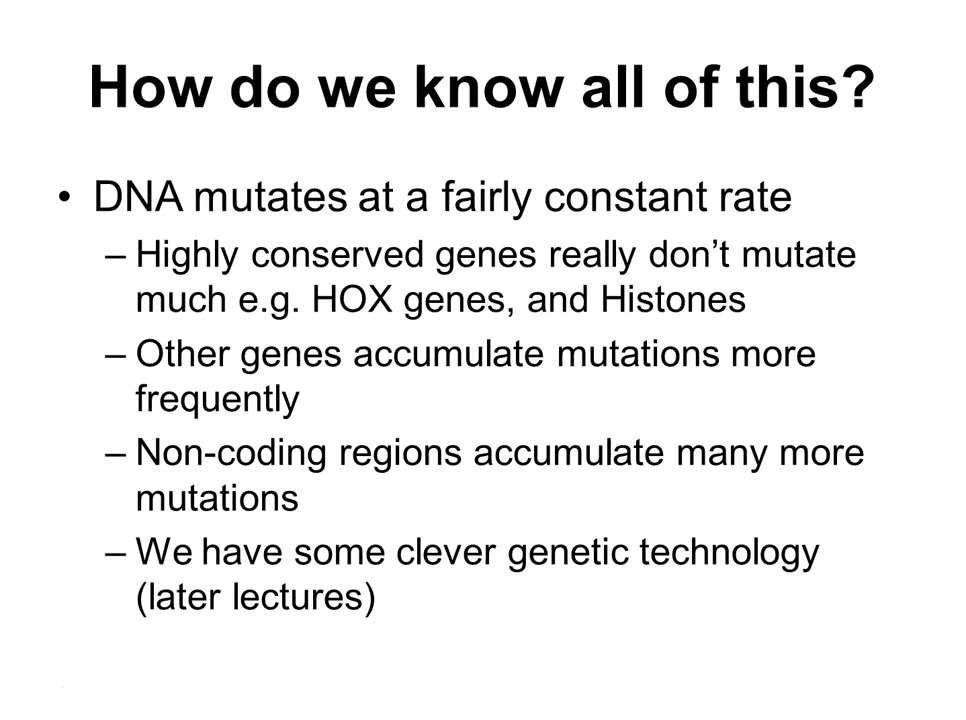 How do we know all of this?
• DNA mutates at a fairly constant rate
– Highly conserved genes really don’t mutate
much e.g. HOX genes, and Histones
– Other genes accumulate mutations more
frequently
– Non-coding regions accumulate many more
mutations
– We have some clever genetic technology
(later lectures)